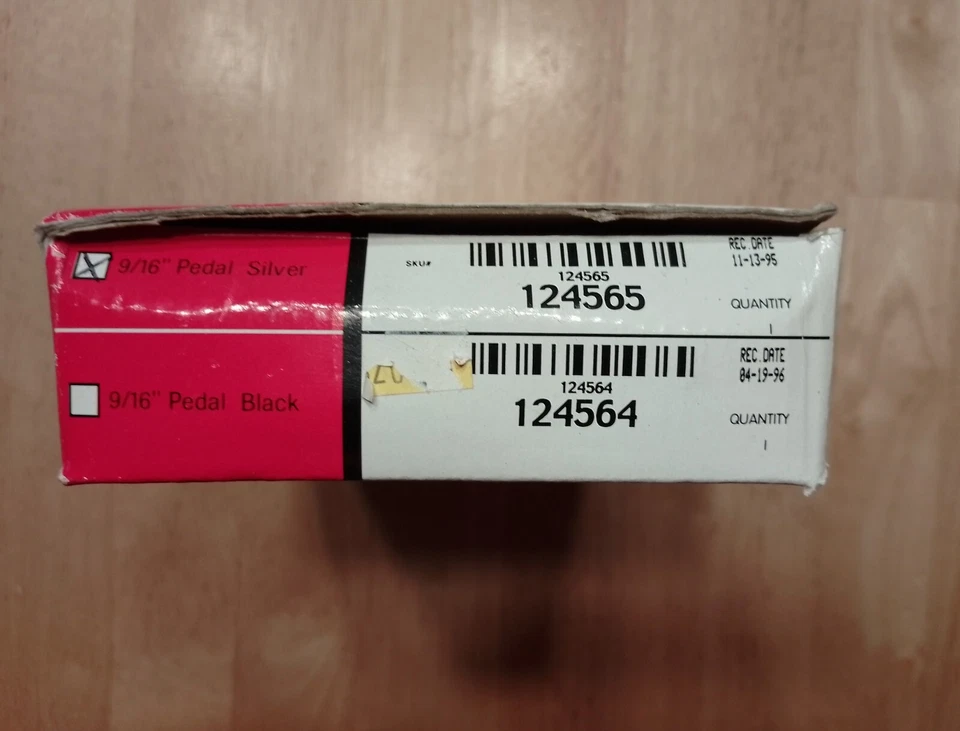 9/16" Pedal Silver
SKU#
124565
124565
REC.DATE
11-13-95
QUANTITY
1
9/16" Pedal Black
124564
124564
REC.DATE
04-19-96
QUANTITY
1